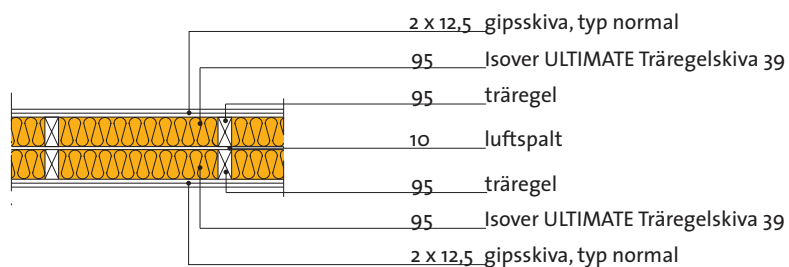 2 x 12,5 gipsskiva, typ normal
95 Isover ULTIMATE Träregelskiva 39
95 träregel
10 luftspalt
95 träregel
95 Isover ULTIMATE Träregelskiva 39
2 x 12,5 gipsskiva, typ normal